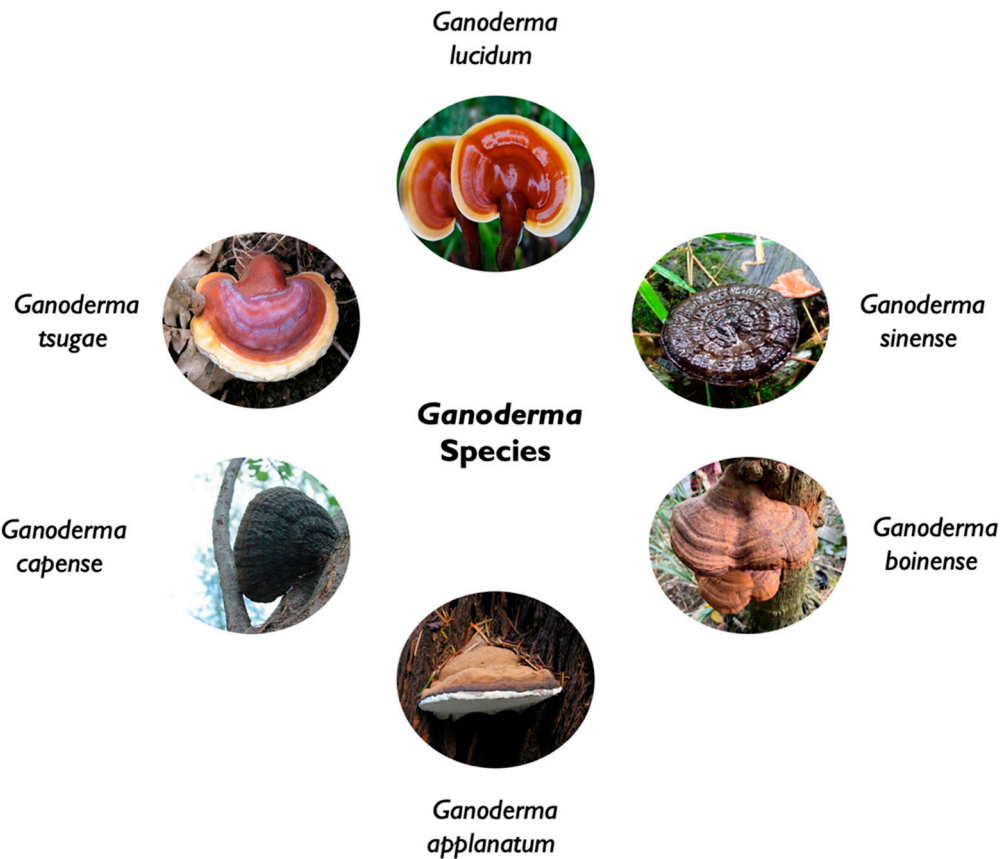 Ganoderma
lucidum
Ganoderma
tsugae
Ganoderma
sinense
Ganoderma
Species
Ganoderma
capense
Ganoderma
boinense
Ganoderma
applanatum